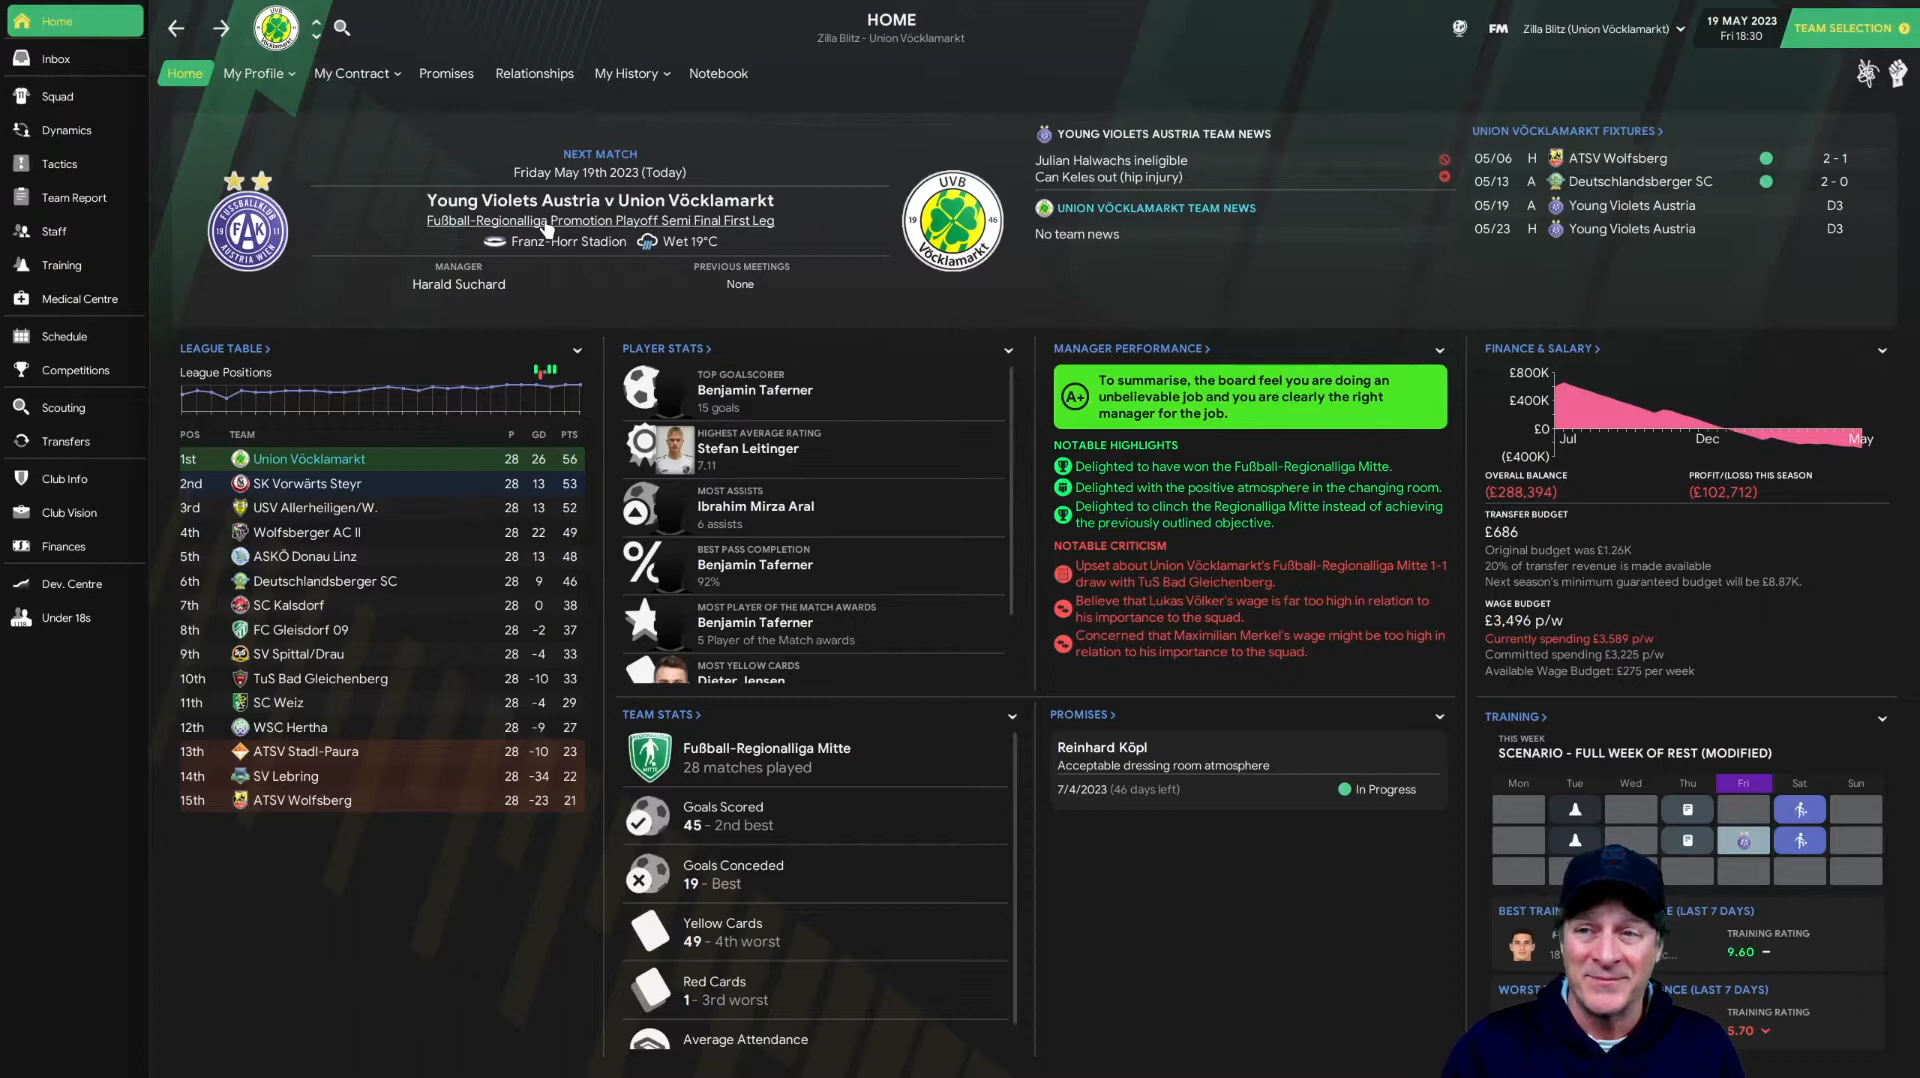 Home
Inbox
Squad
Dynamics
Tactics
Team Report
Staff
Training
Medical Centre
Schedule
Competitions
Scouting
Transfers
Club Info
Club Vision
Finances
Dev. Centre
Under 18s
HOME
Zilla Blitz - Union Vöcklamarkt
FM
Zilla Blitz (Union Vöcklamarkt)
19 MAY 2023
Fri 18:30
TEAM SELECTION
Home My Profile My Contract Promises Relationships My History Notebook
NEXT MATCH
Friday May 19th 2023 (Today)
Young Violets Austria v Union Vöcklamarkt
Fußball-Regionalliga Promotion Playoff Semi Final First Leg
Franz-Horr Stadion Wet 19°C
MANAGER
Harald Suchard
PREVIOUS MEETINGS
None
FUSSBALLKLUB
19 FAK 11
AUSTRIA WIEN
UVB
19 46
Vöcklamarkt
YOUNG VIOLETS AUSTRIA TEAM NEWS
Julian Halwachs ineligible
Can Keles out (hip injury)
UNION VÖCKLAMARKT TEAM NEWS
No team news
UNION VÖCKLAMARKT FIXTURES >
05/06 H ATSV Wolfsberg 2 - 1
05/13 A Deutschlandsberger SC 2 - 0
05/19 A Young Violets Austria D3
05/23 H Young Violets Austria D3
LEAGUE TABLE >
League Positions
POS TEAM P GD PTS
1st Union Vöcklamarkt 28 26 56
2nd SK Vorwärts Steyr 28 13 53
3rd USV Allerheiligen/W. 28 13 52
4th Wolfsberger AC II 28 22 49
5th ASKÖ Donau Linz 28 13 48
6th Deutschlandsberger SC 28 9 46
7th SC Kalsdorf 28 0 38
8th FC Gleisdorf 09 28 -2 37
9th SV Spittal/Drau 28 -4 33
10th TuS Bad Gleichenberg 28 -10 33
11th SC Weiz 28 -4 29
12th WSC Hertha 28 -9 27
13th ATSV Stadl-Paura 28 -10 23
14th SV Lebring 28 -34 22
15th ATSV Wolfsberg 28 -23 21
PLAYER STATS >
TOP GOALSCORER
Benjamin Taferner
15 goals
HIGHEST AVERAGE RATING
Stefan Leitinger
7.11
MOST ASSISTS
Ibrahim Mirza Aral
6 assists
BEST PASS COMPLETION
Benjamin Taferner
92%
MOST PLAYER OF THE MATCH AWARDS
Benjamin Taferner
5 Player of the Match awards
MOST YELLOW CARDS
Dieter Jensen
TEAM STATS >
Fußball-Regionalliga Mitte
28 matches played
Goals Scored
45 - 2nd best
Goals Conceded
19 - Best
Yellow Cards
49 - 4th worst
Red Cards
1 - 3rd worst
Average Attendance
MANAGER PERFORMANCE >
A+
To summarise, the board feel you are doing an
unbelievable job and you are clearly the right
manager for the job.
NOTABLE HIGHLIGHTS
Delighted to have won the Fußball-Regionalliga Mitte.
Delighted with the positive atmosphere in the changing room.
Delighted to clinch the Regionalliga Mitte instead of achieving
the previously outlined objective.
NOTABLE CRITICISM
Upset about Union Vöcklamarkt's Fußball-Regionalliga Mitte 1-1
draw with TuS Bad Gleichenberg.
Believe that Lukas Völker's wage is far too high in relation to
his importance to the squad.
Concerned that Maximilian Merkel's wage might be too high in
relation to his importance to the squad.
PROMISES >
Reinhard Köpl
Acceptable dressing room atmosphere
7/4/2023 (46 days left) In Progress
FINANCE & SALARY >
£800K
£400K
£0
(£400K)
Jul Dec May
OVERALL BALANCE
(£288,394)
PROFIT/(LOSS) THIS SEASON
(£102,712)
TRANSFER BUDGET
£686
Original budget was £1.26K
20% of transfer revenue is made available
Next season's minimum guaranteed budget will be £8.87K.
WAGE BUDGET
£3,496 p/w
Currently spending £3,589 p/w
Committed spending £3,225 p/w
Available Wage Budget: £275 per week
TRAINING >
THIS WEEK
SCENARIO - FULL WEEK OF REST (MODIFIED)
Mon Tue Wed Thu Fri Sat Sun
(LAST 7 DAYS)
TRAINING RATING
9.60
WORST
(LAST 7 DAYS)
TRAINING RATING
5.70